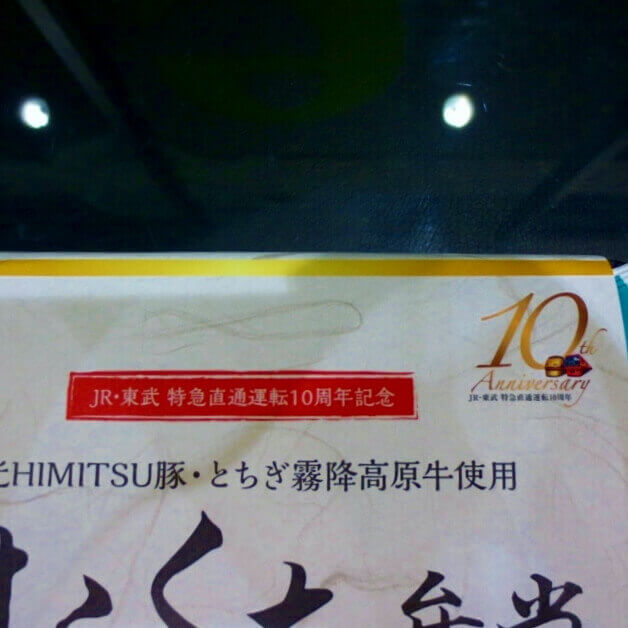 10th
Anniversary
JR・東武 特急直通運転10周年
JR・東武 特急直通運転10周年記念
HIMITSU豚・とちぎ霧降高原牛使用
弁当